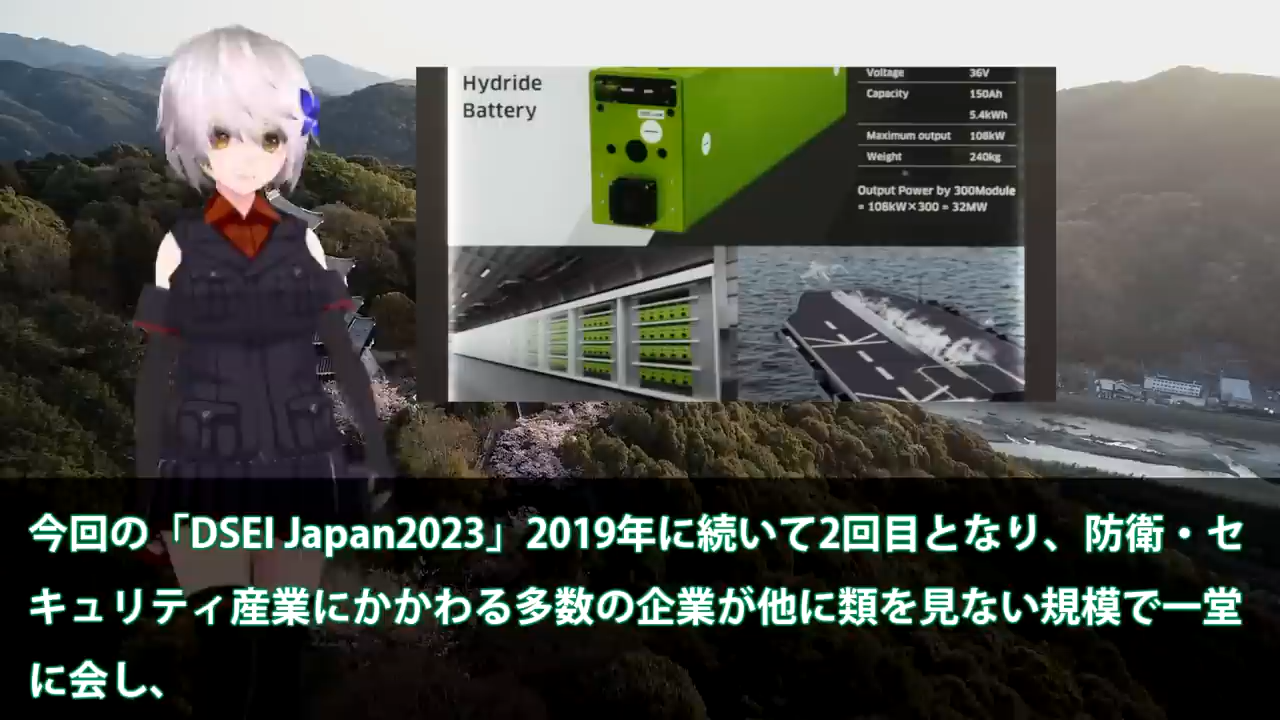 Hydride
Battery
Voltage 36V
Capacity 150Ah
5.4kWh
Maximum output 108kW
Weight 240kg
Output Power by 300Module
= 108kW×300 = 32MW
今回の「DSEI Japan2023」2019年に続いて2回目となり、防衛・セ
キュリティ産業にかかわる多数の企業が他に類を見ない規模で一堂
に会し、